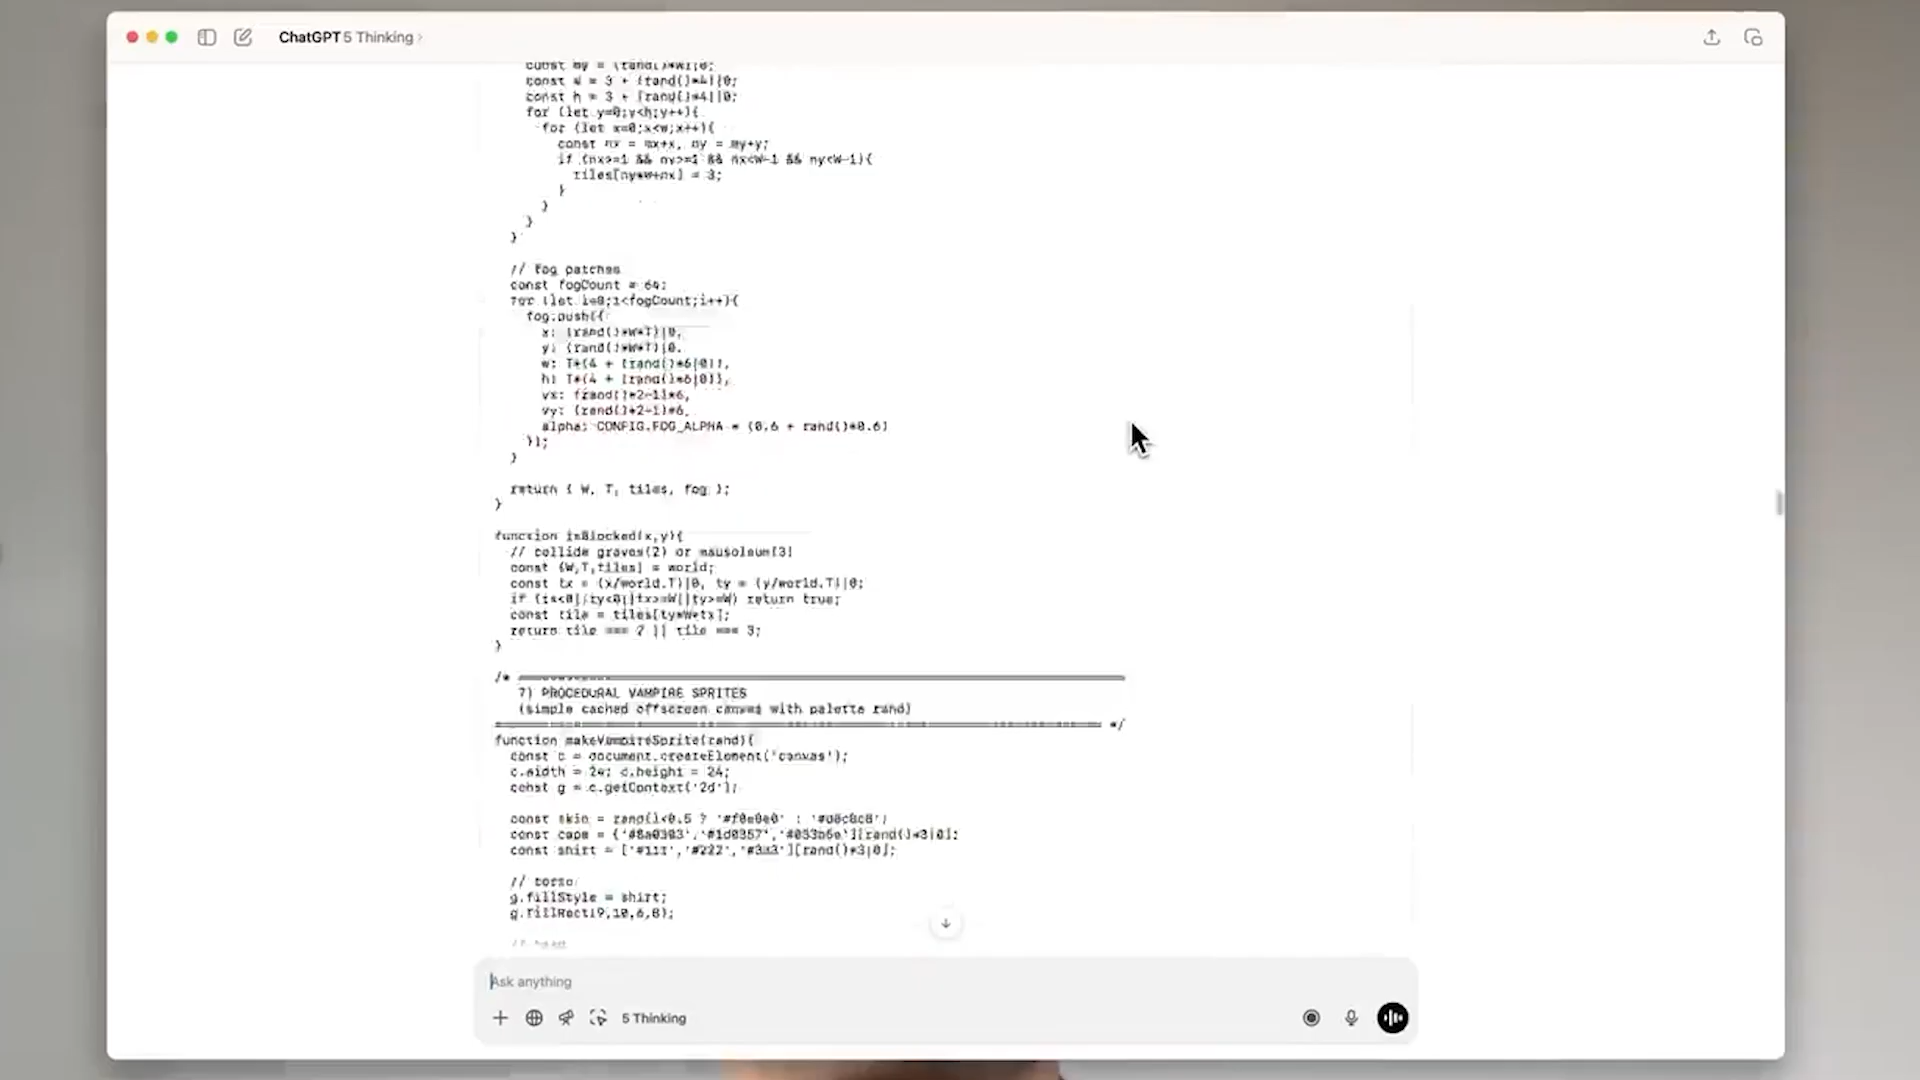 ChatGPT 5 Thinking >
const my = (rand()*W)|0;
const w = 3 + (rand()*4)|0;
const h = 3 + (rand()*4)|0;
for (let y=0;y<h;y++){
for (let x=0;x<w;x++){
const nx = mx+x, ny = my+y;
if (nx>=1 && ny>=1 && nx<W-1 && ny<W-1){
tiles[ny*W+nx] = 3;
}
}
}
}
// Fog patches
const fogCount = 64;
for (let i=0;i<fogCount;i++){
fog.push({
x: (rand()*W*T)|0,
y: (rand()*W*T)|0,
w: T*(4 + (rand()*6|0)),
h: T*(4 + (rand()*6|0)),
vx: (rand()*2-1)*6,
vy: (rand()*2-1)*6,
alpha: CONFIG.FOG_ALPHA * (0.6 + rand()*0.6)
});
}
return { W, T, tiles, fog };
}
function isBlocked(x,y){
// collide graves(2) or mausoleum(3)
const {W,T,tiles} = world;
const tx = (x/world.T)|0, ty = (y/world.T)|0;
if (tx<0||ty<0||tx>=W||ty>=W) return true;
const tile = tiles[ty*W+tx];
return tile === 2 || tile === 3;
}
/*
7) PROCEDURAL VAMPIRE SPRITES
(simple cached offscreen canvas with palette rand)
*/
function makeVampireSprite(rand){
const c = document.createElement('canvas');
c.width = 24; c.height = 24;
const g = c.getContext('2d');
const skin = rand()<0.5 ?
const cape = [rand()*3|0];
const shirt = ['#111','#222','#333'][rand()*3|0];
// torso
g.fillStyle = shirt;
g.fillRect(9,10,6,8);
// head
Ask anything
5 Thinking